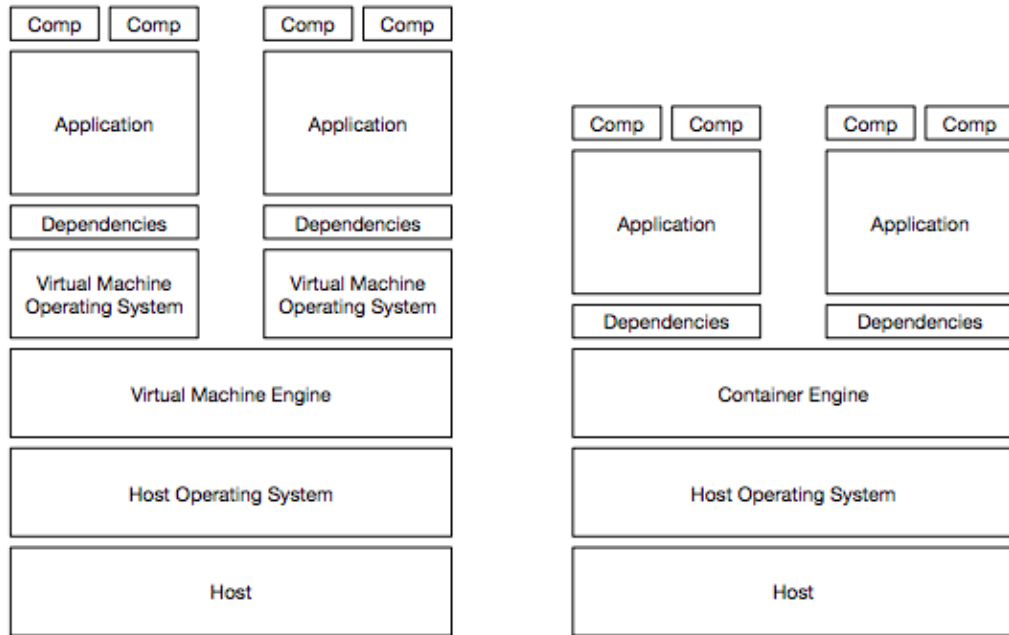 Comp Comp Comp Comp
Application Application
Dependencies Dependencies
Virtual Machine
Operating System
Virtual Machine
Operating System
Virtual Machine Engine
Host Operating System
Host
Comp Comp Comp Comp
Application Application
Dependencies Dependencies
Container Engine
Host Operating System
Host